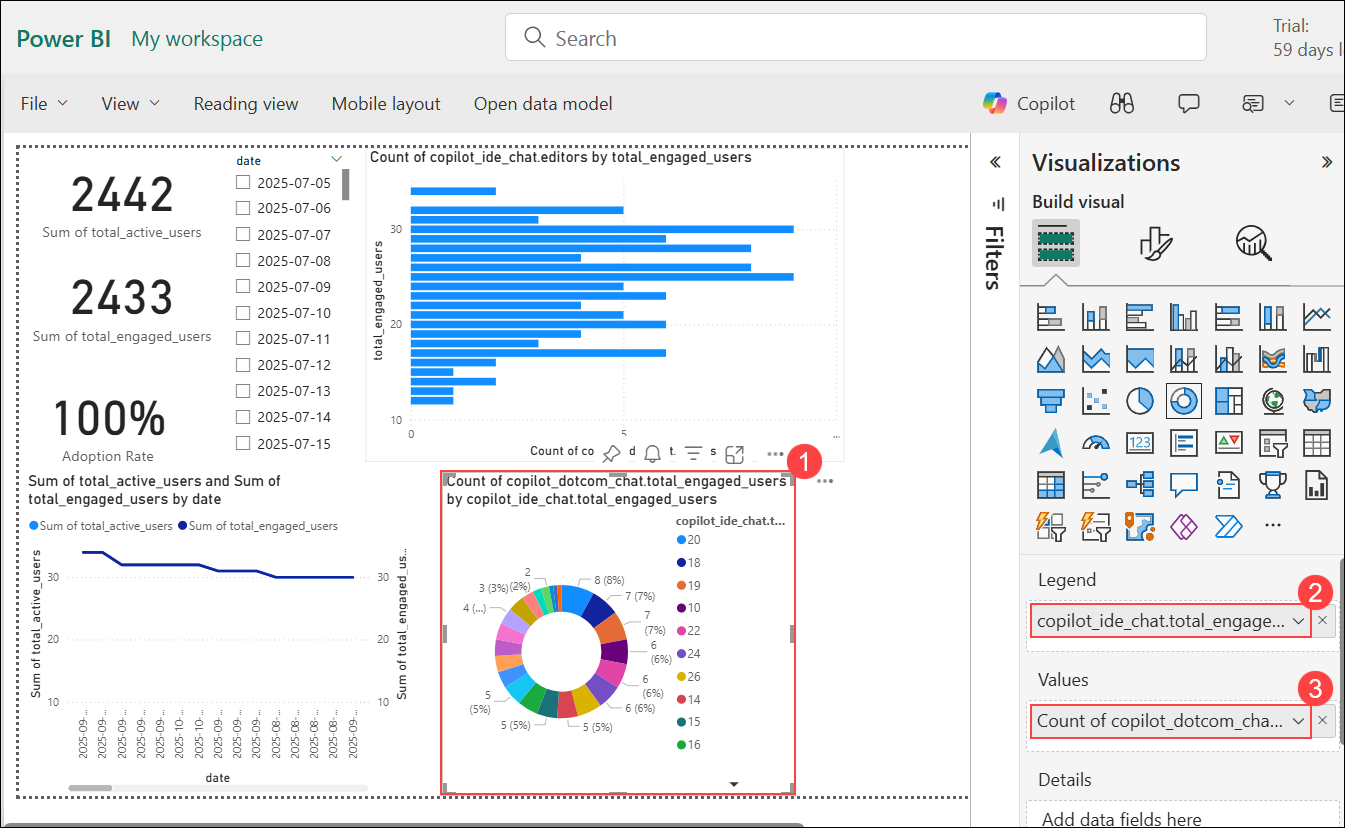 Power BI My workspace
Search
Trial:
59 days l
File View Reading view Mobile layout Open data model
Copilot
2442
Sum of total_active_users
2433
Sum of total_engaged_users
100%
Adoption Rate
date
2025-07-05
2025-07-06
2025-07-07
2025-07-08
2025-07-09
2025-07-10
2025-07-11
2025-07-12
2025-07-13
2025-07-14
2025-07-15
Count of copilot_ide_chat.editors by total_engaged_users
total_engaged_users
30
20
10
0 5 ...
Count of co d t. s
1
Sum of total_active_users and Sum of
total_engaged_users by date
Sum of total_active_users Sum of total_engaged_users
Sum of total_active_users
30
20
10
30
20
10
Sum of total_engaged_us...
2025-09... 2025-09... 2025-09... 2025-09... 2025-10... 2025-10... 2025-09... 2025-09... 2025-09... 2025-09... 2025-08... 2025-08... 2025-08... 2025-08... 2025-09...
date
Count of copilot_dotcom_chat.total_engaged_users
by copilot_ide_chat.total_engaged_users
copilot_ide_chat.t...
20
18
19
10
22
24
26
14
15
16
8 (8%)
7 (7%)
7
(7%)
6
(6%)
6
(6%)
6 (6%)
5 (5%)
5 (5%)
5
(5%)
4 (...)
3 (3%)
(2%)
2
Filters
Visualizations
Build visual
123
Legend
2
copilot_ide_chat.total_engage...
Values
3
Count of copilot_dotcom_cha...
Details
Add data fields here